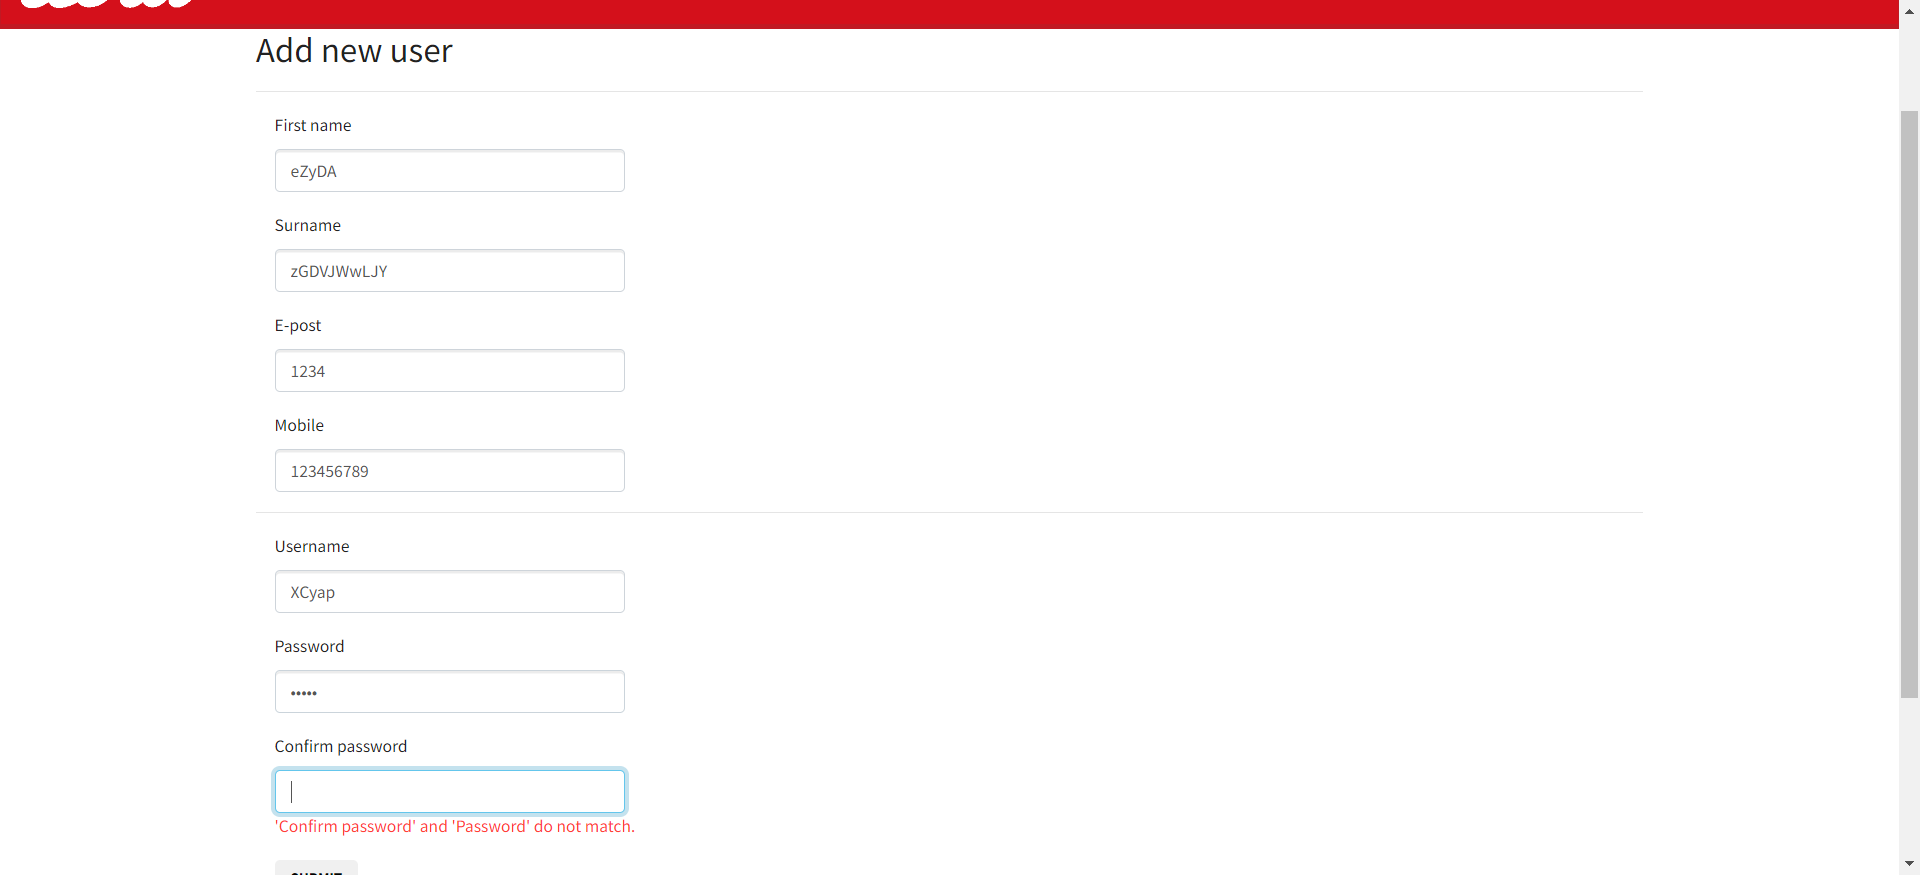 Add new user
First name
eZyDA
Surname
zGDVJWwLJY
E-post
1234
Mobile
123456789
Username
XCyap
Password
•••••
Confirm password
'Confirm password' and 'Password' do not match.
SUBMIT